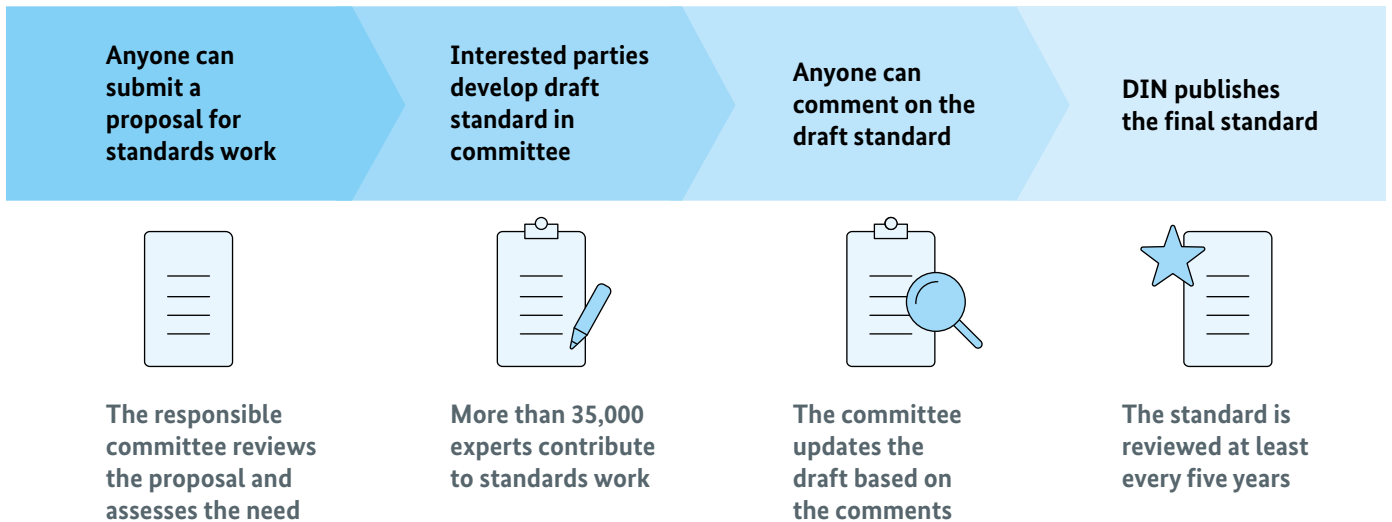 Anyone can
submit a
proposal for
standards work
Interested parties
develop draft
standard in
committee
Anyone can
comment on the
draft standard
DIN publishes
the final standard
The responsible
committee reviews
the proposal and
assesses the need
More than 35,000
experts contribute
to standards work
The committee
updates the
draft based on
the comments
The standard is
reviewed at least
every five years